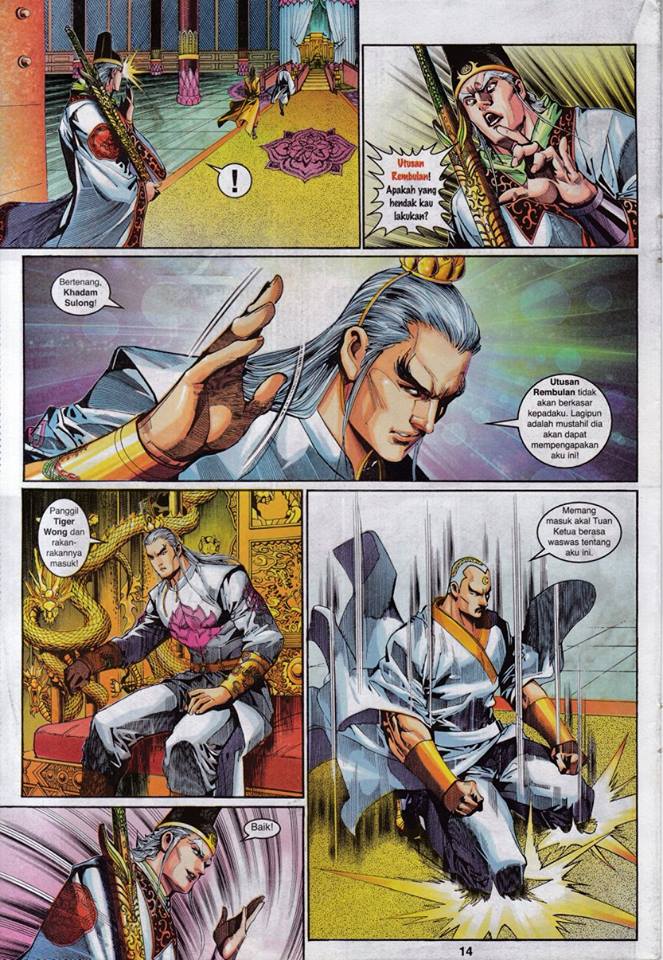 !
Utusan
Rembulan!
Apakah yang
hendak kau
lakukan?
Bertenang,
Khadam
Sulong!
Utusan
Rembulan tidak
akan berkasar
kepadaku. Lagipun
adalah mustahil dia
akan dapat
mempengapakan
aku ini!
Panggil
Tiger
Wong dan
rakan-
rakannya
masuk!
Memang
masuk akal Tuan
Ketua berasa
waswas tentang
aku ini.
Baik!
14